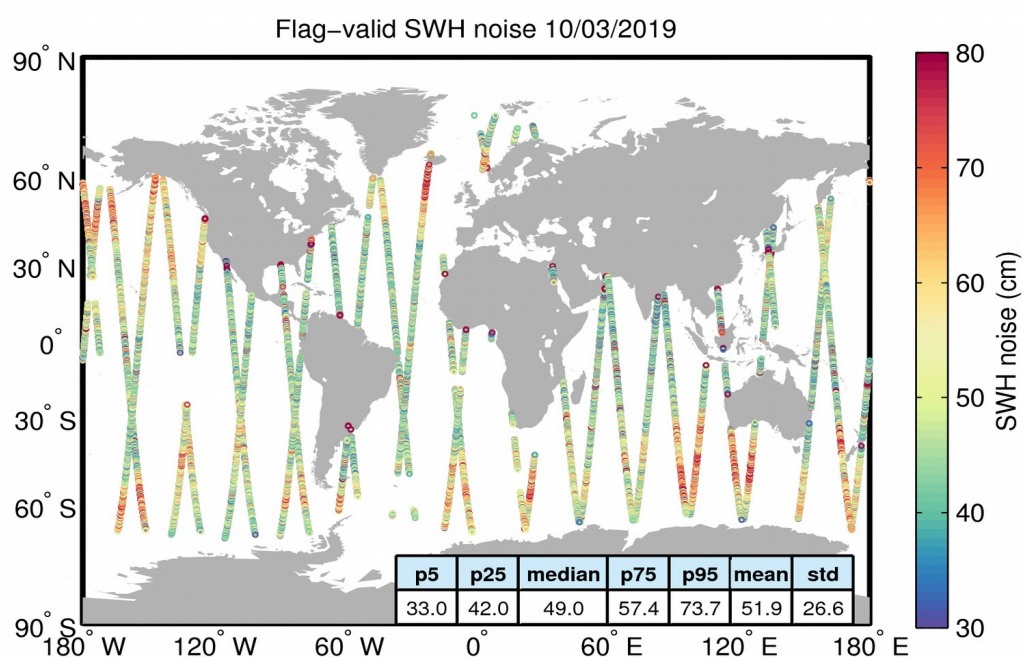 Flag−valid SWH noise 10/03/2019
90° N
60° N
30° N
0°
30° S
60° S
90° S
180° W
120° W
60° W
0°
60° E
120° E
180° E
80
70
60
50
40
30
SWH noise (cm)
p5 p25 median p75 p95 mean std
33.0 42.0 49.0 57.4 73.7 51.9 26.6